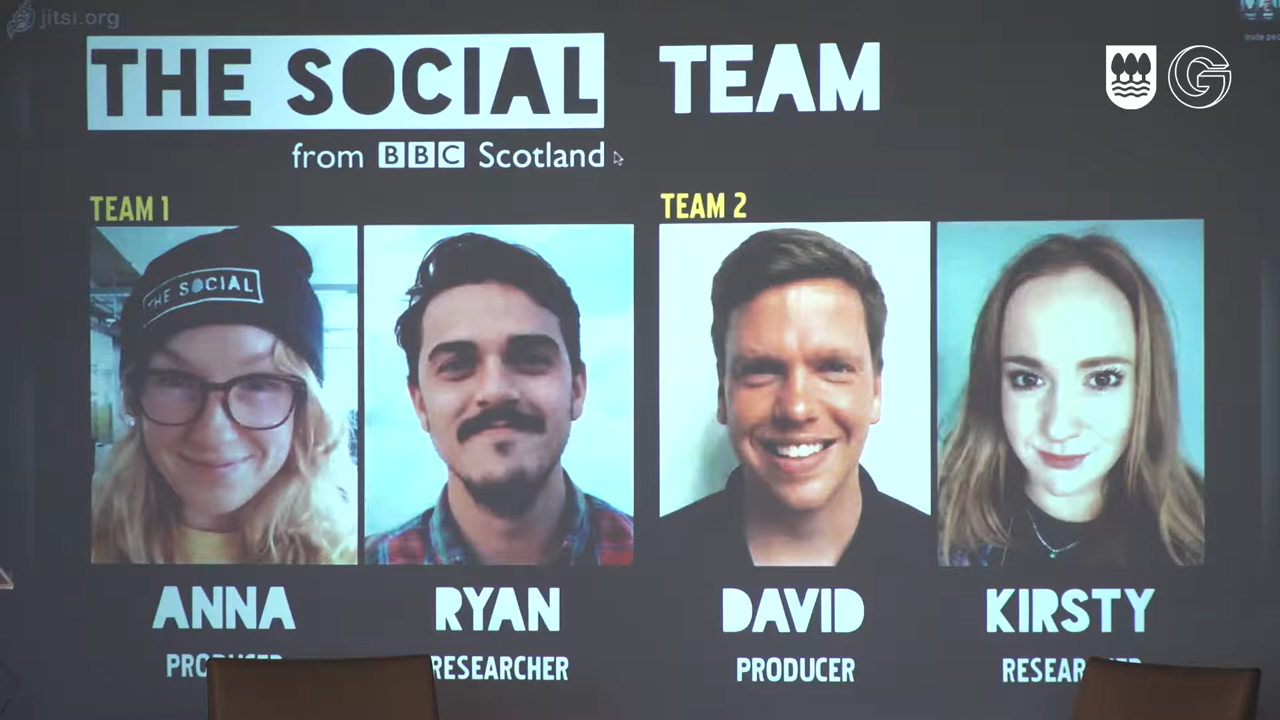 jitsi.org
THE SOCIAL TEAM
from BBC Scotland
TEAM 1
TEAM 2
THE SOCIAL
ANNA
RYAN
DAVID
KIRSTY
RESEARCHER
PRODUCER
G